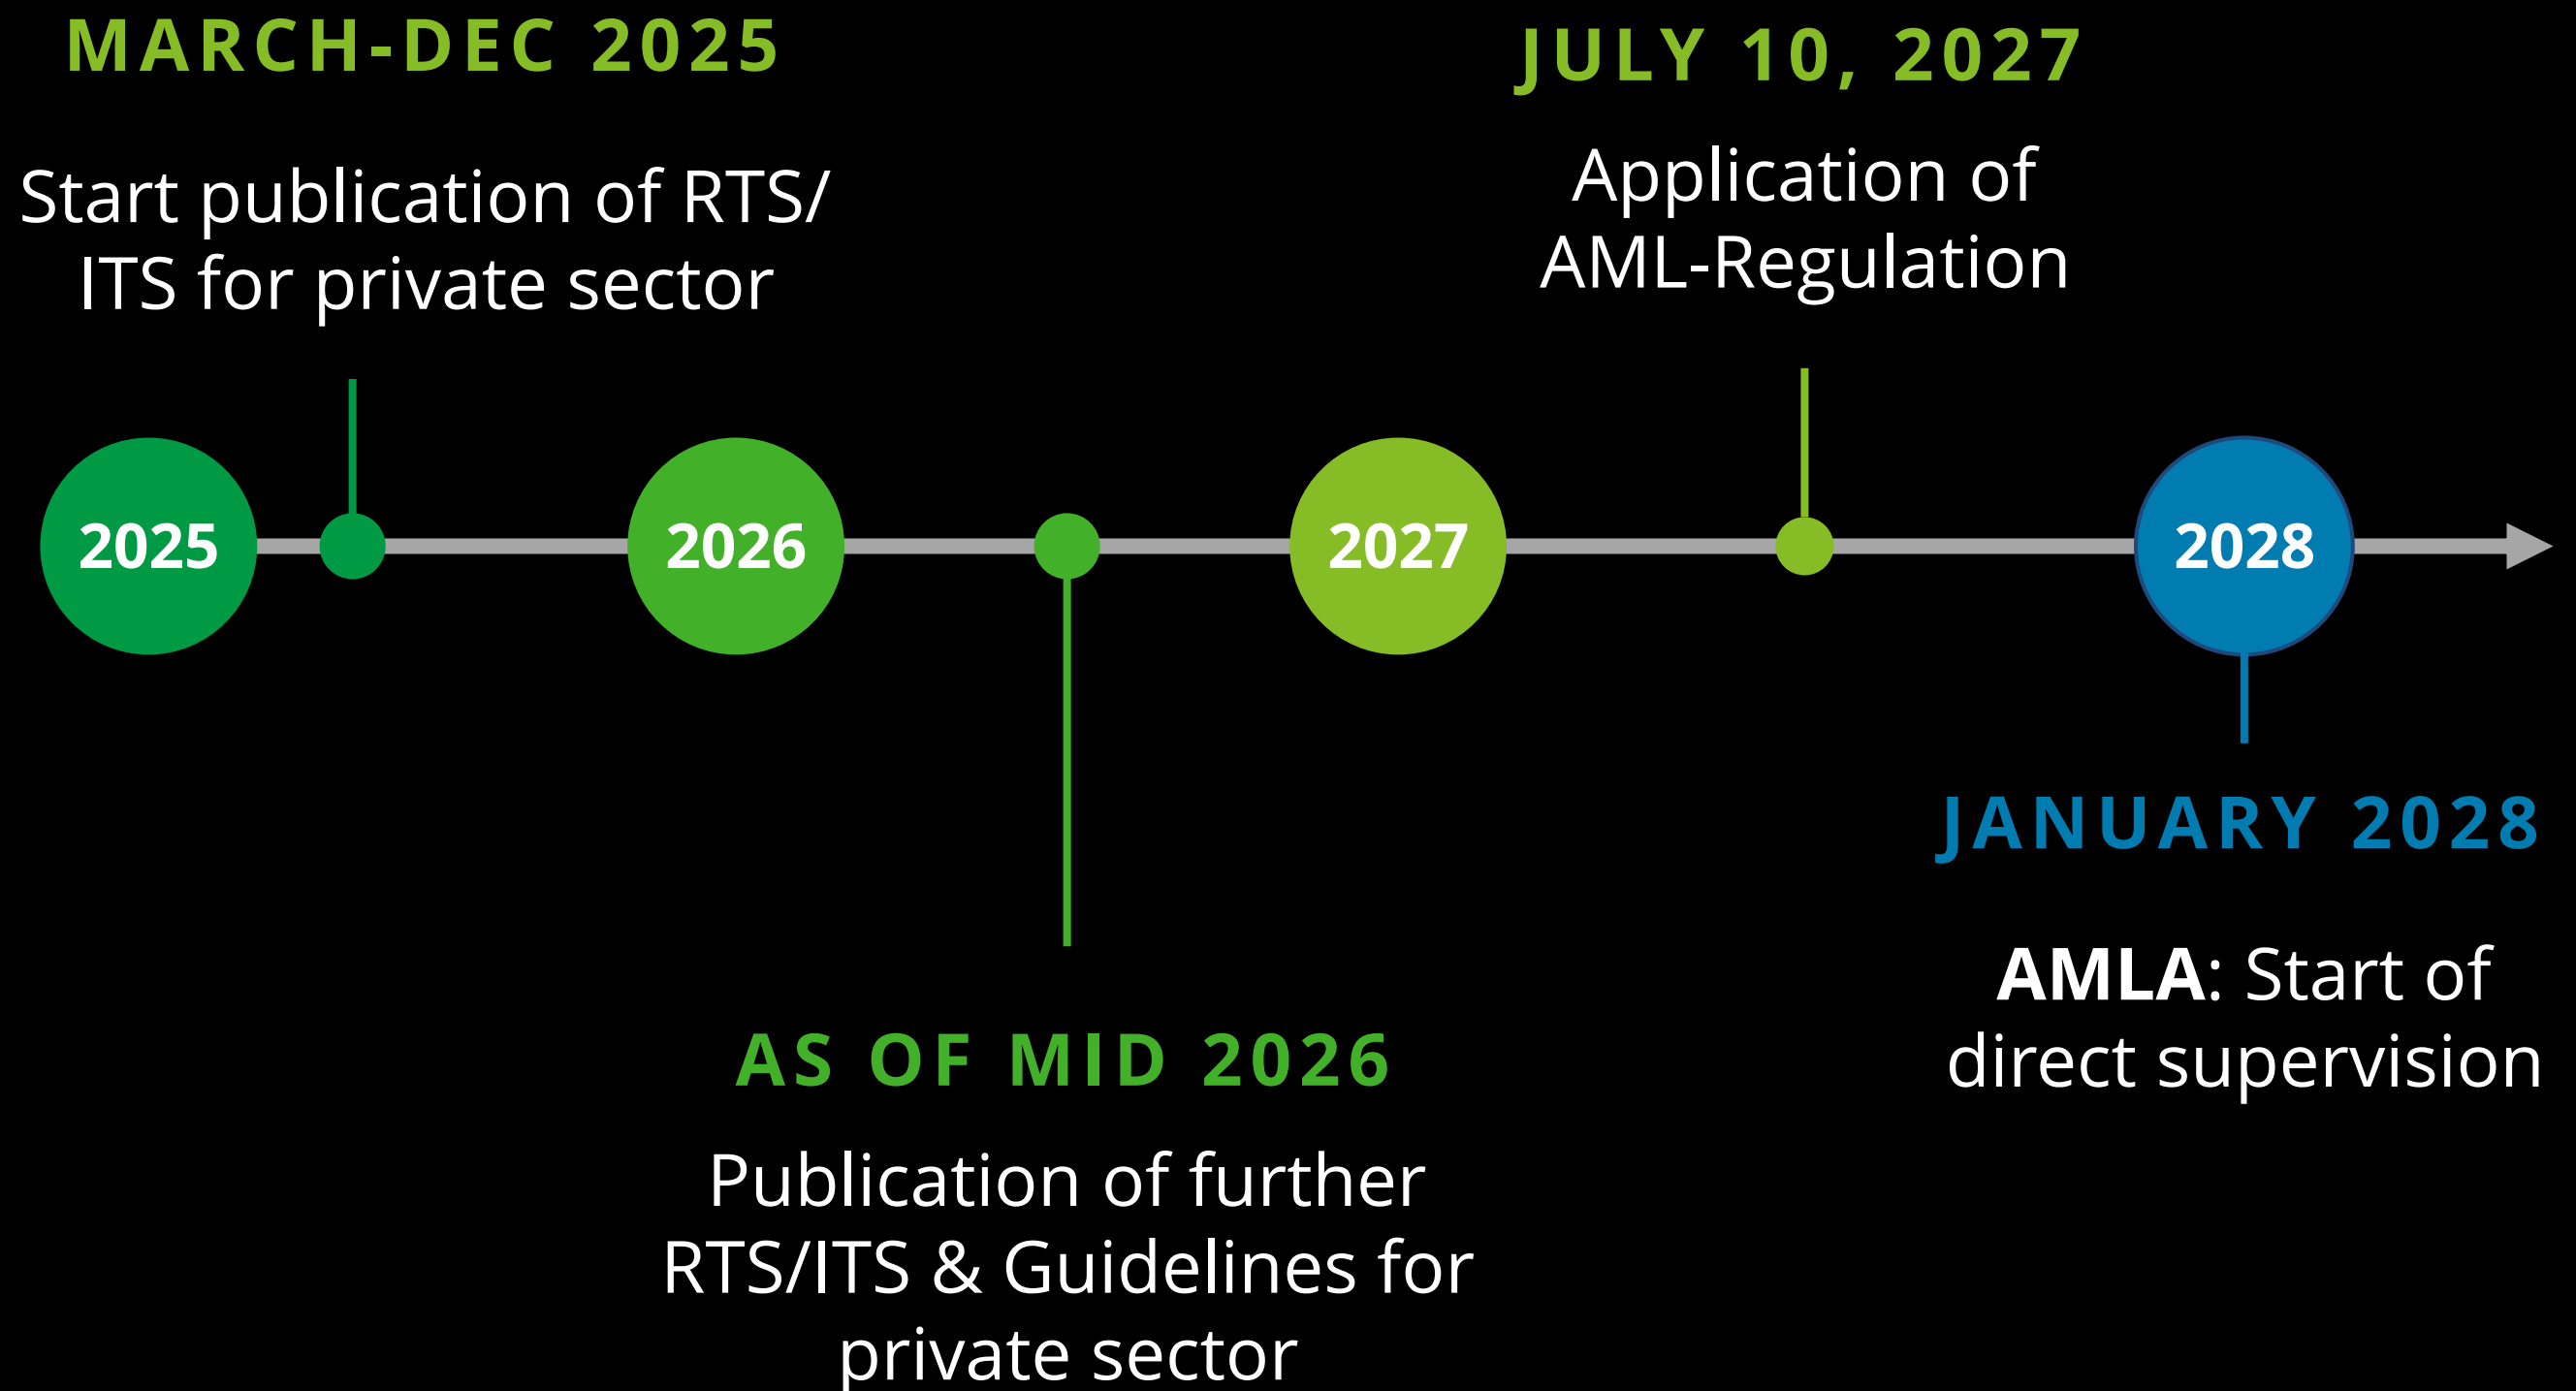 MARCH-DEC 2025
Start publication of RTS/
ITS for private sector
JULY 10, 2027
Application of
AML-Regulation
2025
2026
2027
2028
AS OF MID 2026
Publication of further
RTS/ITS & Guidelines for
private sector
JANUARY 2028
AMLA: Start of
direct supervision